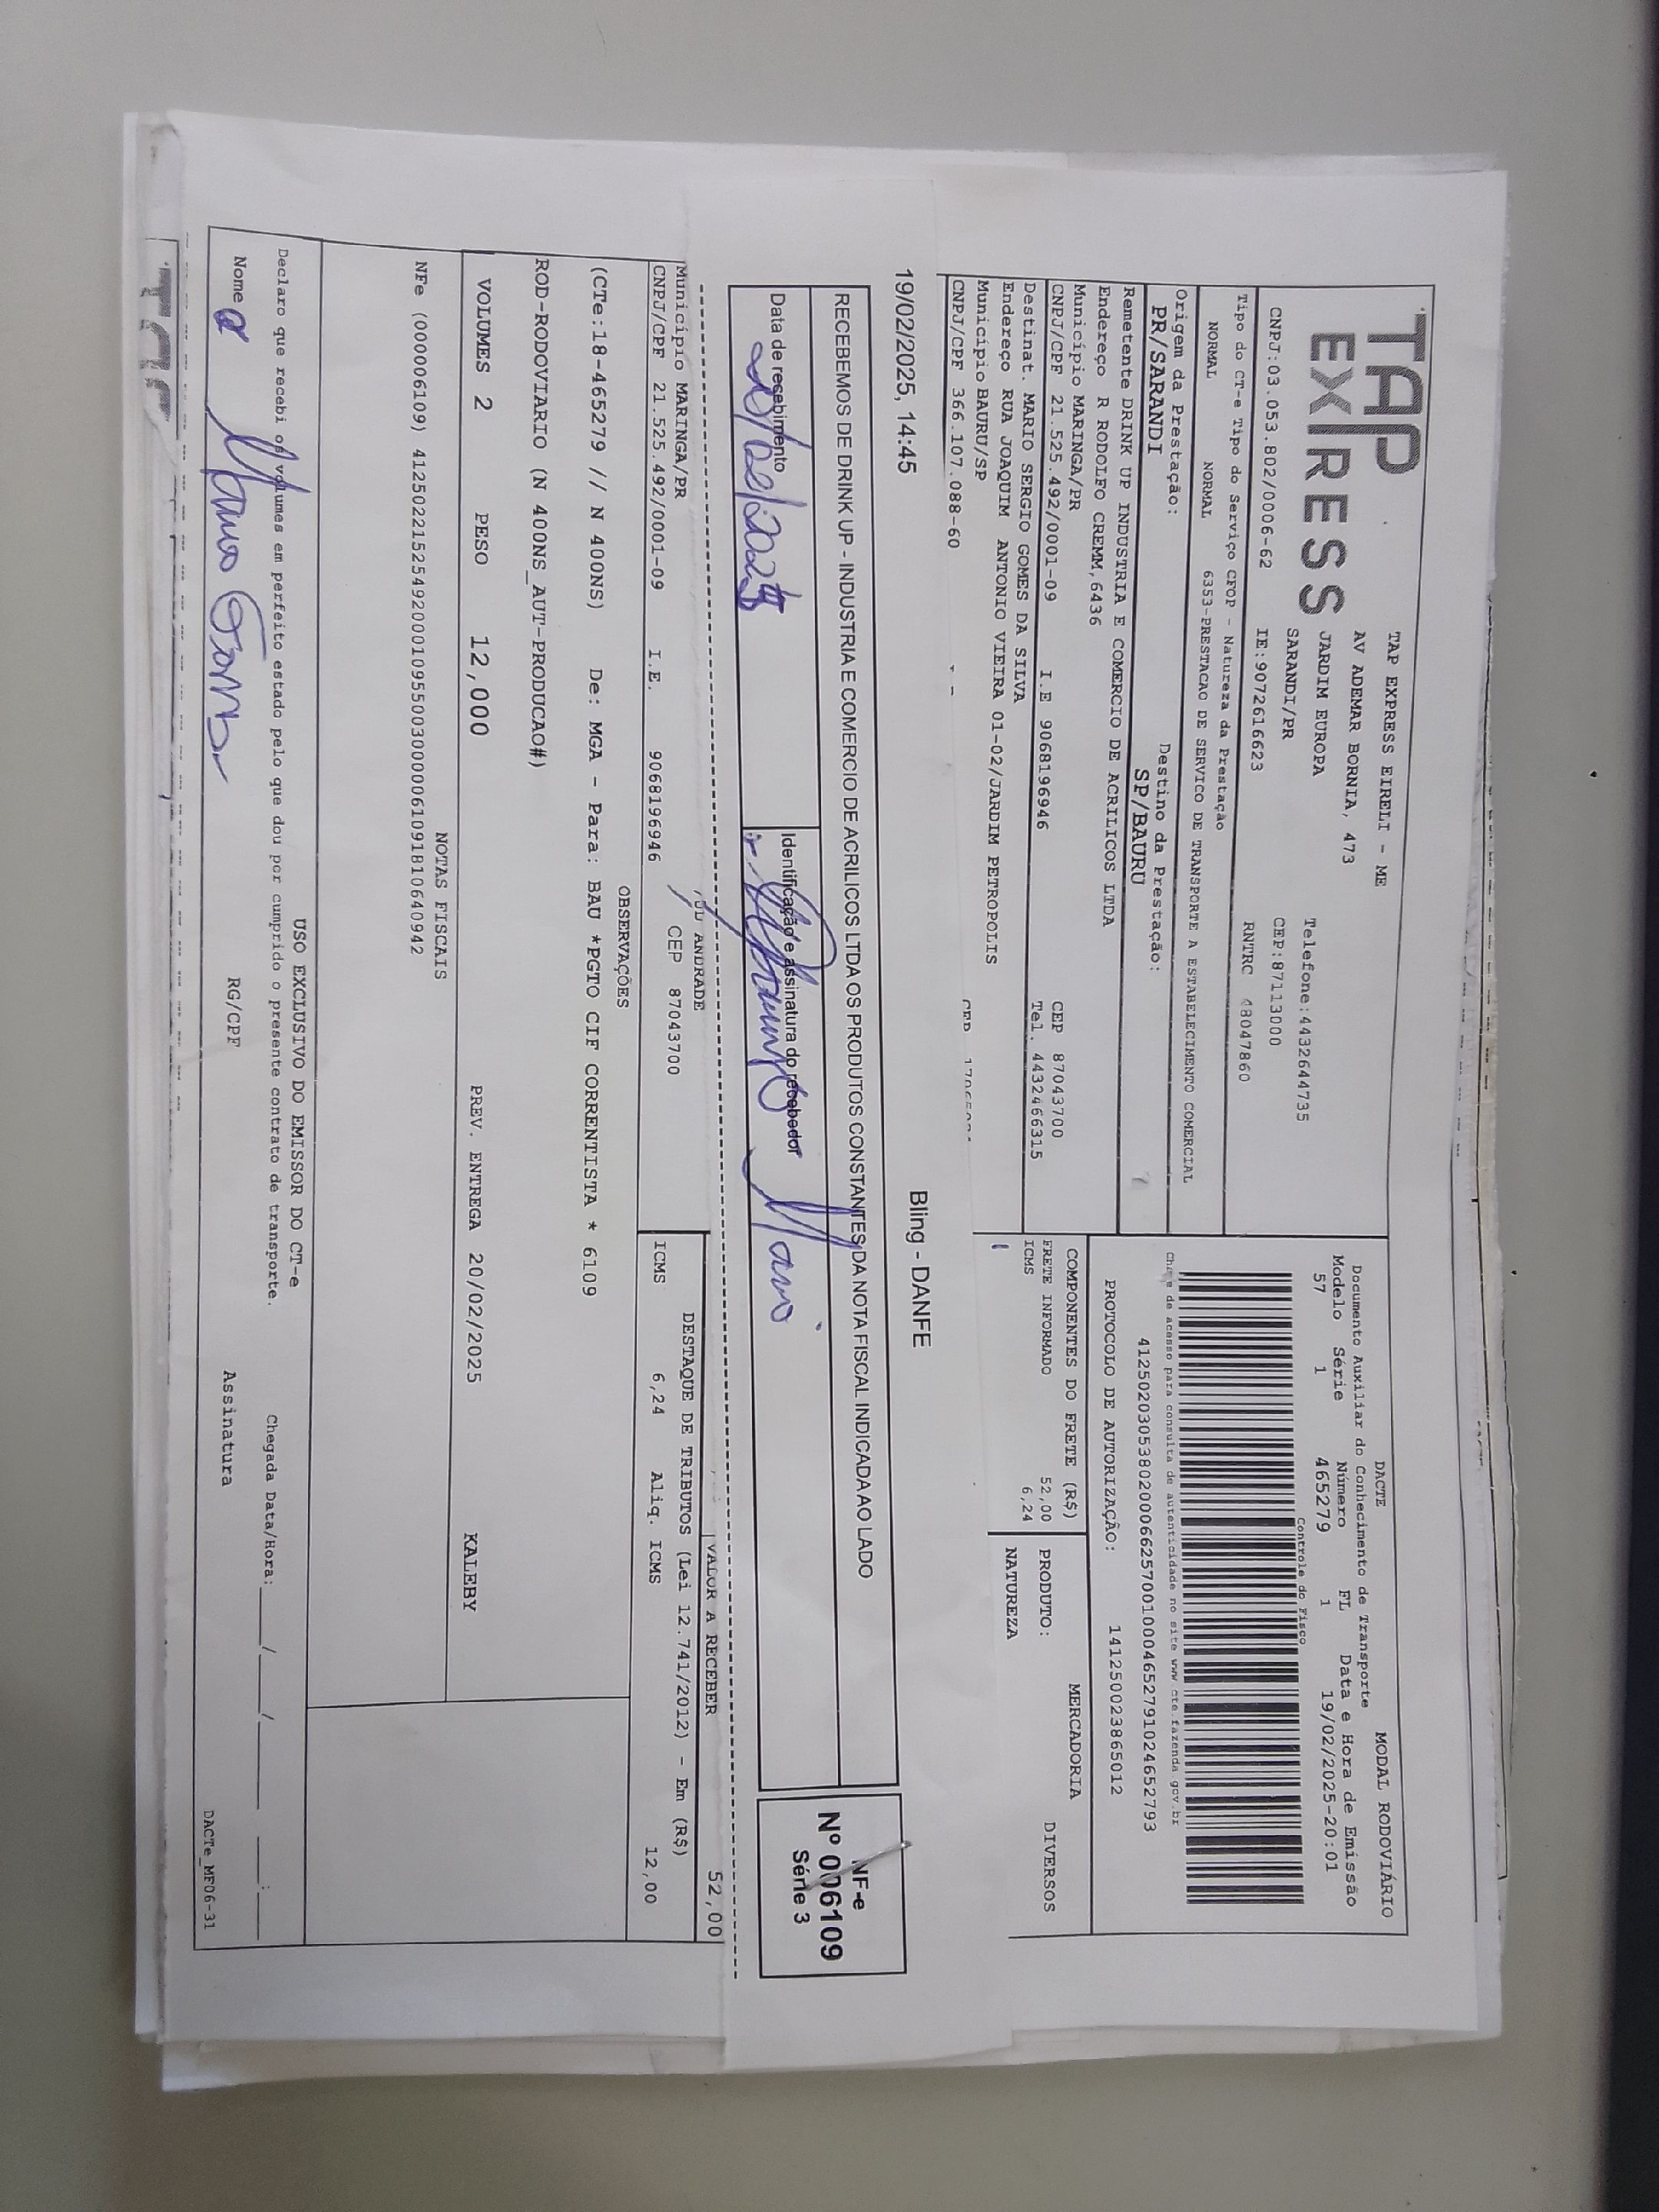 TAP EXPRESS
TAP EXPRESS EIRELI - ME
AV ADEMAR BORNIA, 473
JARDIM EUROPA
SARANDI/PR
Telefone:4432644735
CEP:87113000
CNPJ:03.053.802/0006-62 IE:9072616623 RNTRC 48047860
Tipo do CT-e Tipo do Serviço CFOP - Natureza da Prestação
NORMAL NORMAL 6353-PRESTACAO DE SERVICO DE TRANSPORTE A ESTABELECIMENTO COMERCIAL
Origem da Prestação: Destino da Prestação:
PR/SARANDI SP/BAURU
Remetente DRINK UP INDUSTRIA E COMERCIO DE ACRILICOS LTDA
Endereço R RODOLFO CREMM,6436
Município MARINGA/PR CEP 87043700
CNPJ/CPF 21.525.492/0001-09 I.E 9068196946 Tel. 4432466315
Destinat. MARIO SERGIO GOMES DA SILVA
Endereço RUA JOAQUIM ANTONIO VIEIRA 01-02/JARDIM PETROPOLIS
Município BAURU/SP
CNPJ/CPF 366.107.088-60
DACTE MODAL RODOVIÁRIO
Documento Auxiliar do Conhecimento de Transporte
Modelo Série Número FL Data e Hora de Emissão
57 1 465279 1 19/02/2025-20:01
Controle do Fisco
Chave de acesso para consulta de autenticidade no site www.cte.fazenda.gov.br
41250203053802000662570010004652791024652793
PROTOCOLO DE AUTORIZAÇÃO: 141250023865012
COMPONENTES DO FRETE (R$) MERCADORIA
FRETE INFORMADO 52,00 PRODUTO: DIVERSOS
ICMS 6,24 NATUREZA
19/02/2025, 14:45 Bling - DANFE
RECEBEMOS DE DRINK UP - INDUSTRIA E COMERCIO DE ACRILICOS LTDA OS PRODUTOS CONSTANTES DA NOTA FISCAL INDICADA AO LADO
Data de recebimento Identificação e assinatura do recebedor
Mario
NF-e
Nº 006109
Série 3
ANDRADE VALOR A RECEBER 52,00
Município MARINGA/PR CEP 87043700
CNPJ/CPF 21.525.492/0001-09 I.E. 9068196946
DESTAQUE DE TRIBUTOS (Lei 12.741/2012) - Em (R$)
ICMS 6,24 Aliq. ICMS 12,00
OBSERVAÇÕES
(CTe:18-465279 // N 400NS) De: MGA - Para: BAU *PGTO CIF CORRENTISTA * 6109
ROD-RODOVIARIO (N 400NS_AUT-PRODUCAO#)
VOLUMES 2 PESO 12,000 PREV. ENTREGA 20/02/2025 KALEBY
NOTAS FISCAIS
NFe (000006109) 41250221525492000109550030000061091810640942
USO EXCLUSIVO DO EMISSOR DO CT-e
Declaro que recebi os volumes em perfeito estado pelo que dou por cumprido o presente contrato de transporte. Chegada Data/Hora:____/____/______ ____:____
Nome Mario Gomes RG/CPF Assinatura
DACTe_MF06-31